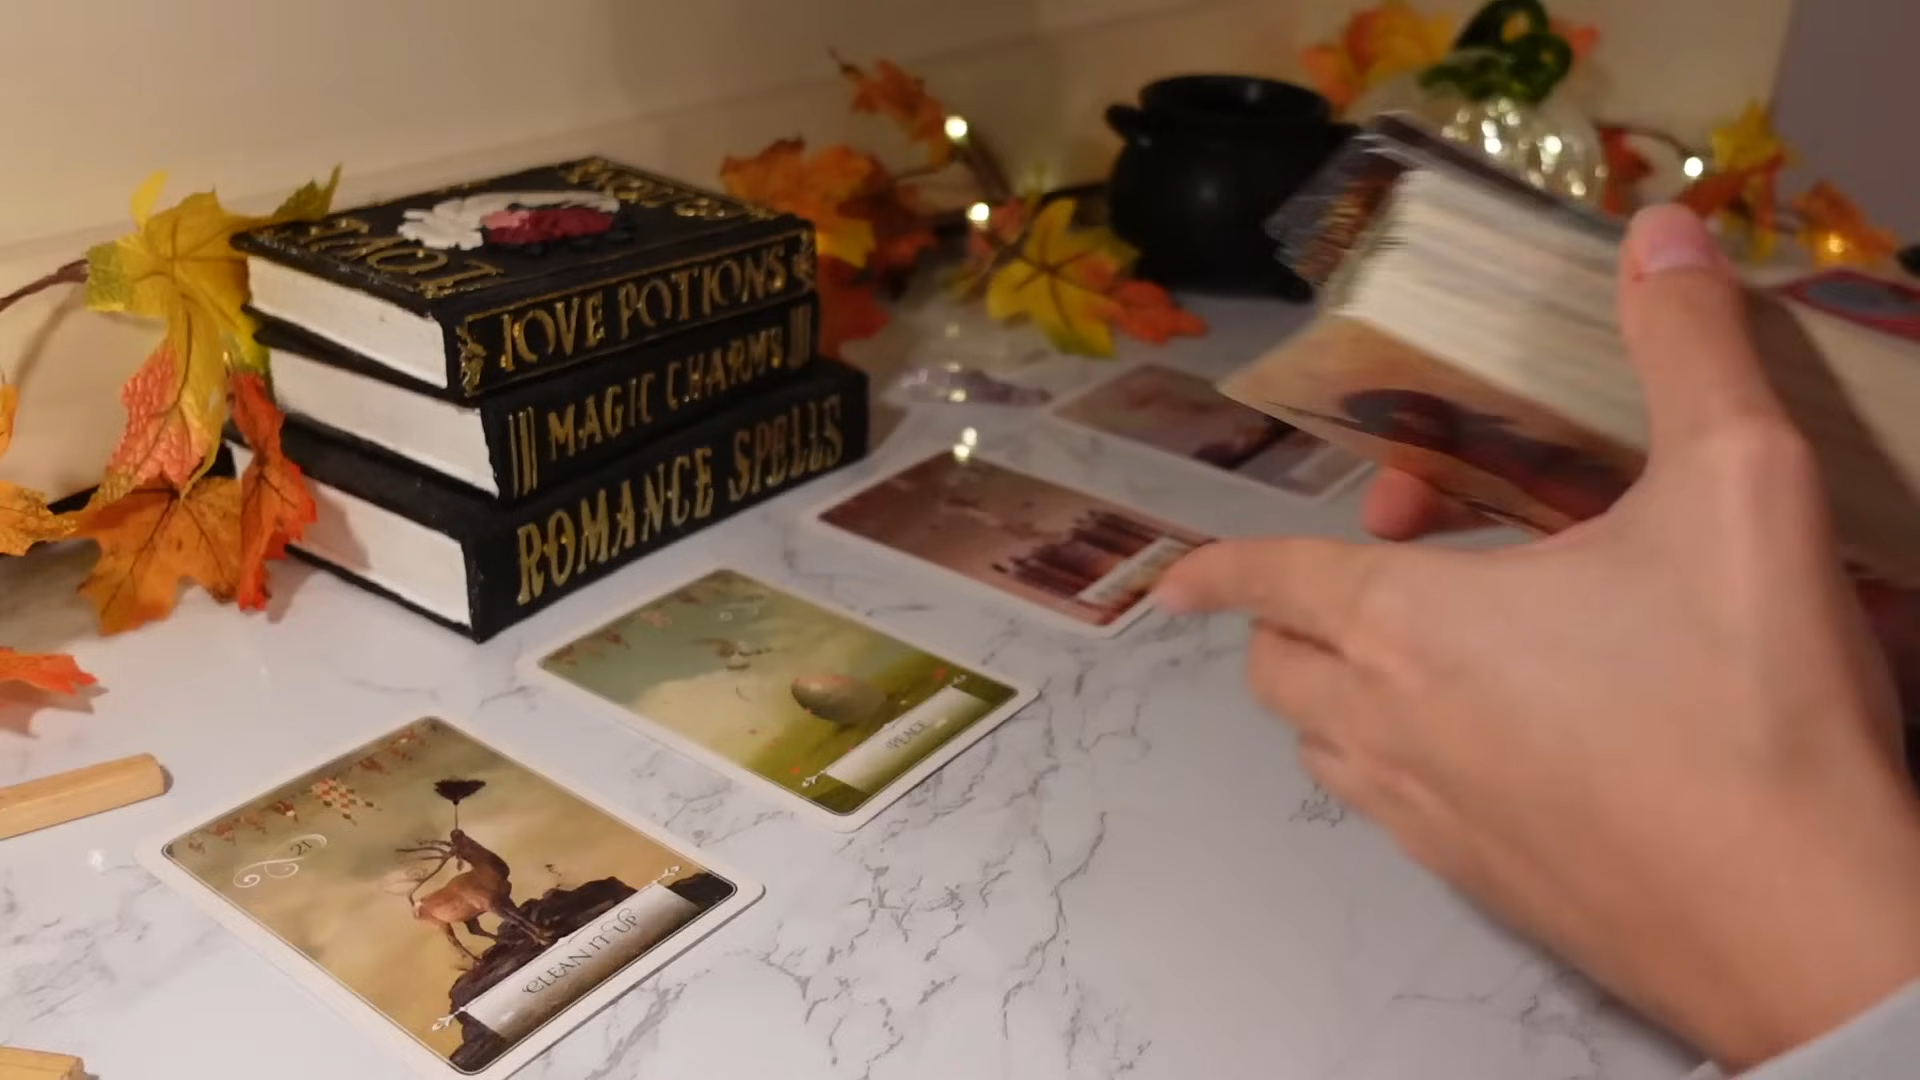 LOVE POTIONS
MAGIC CHARMS
ROMANCE SPELLS
PEACE
21
CLEAN IT UP